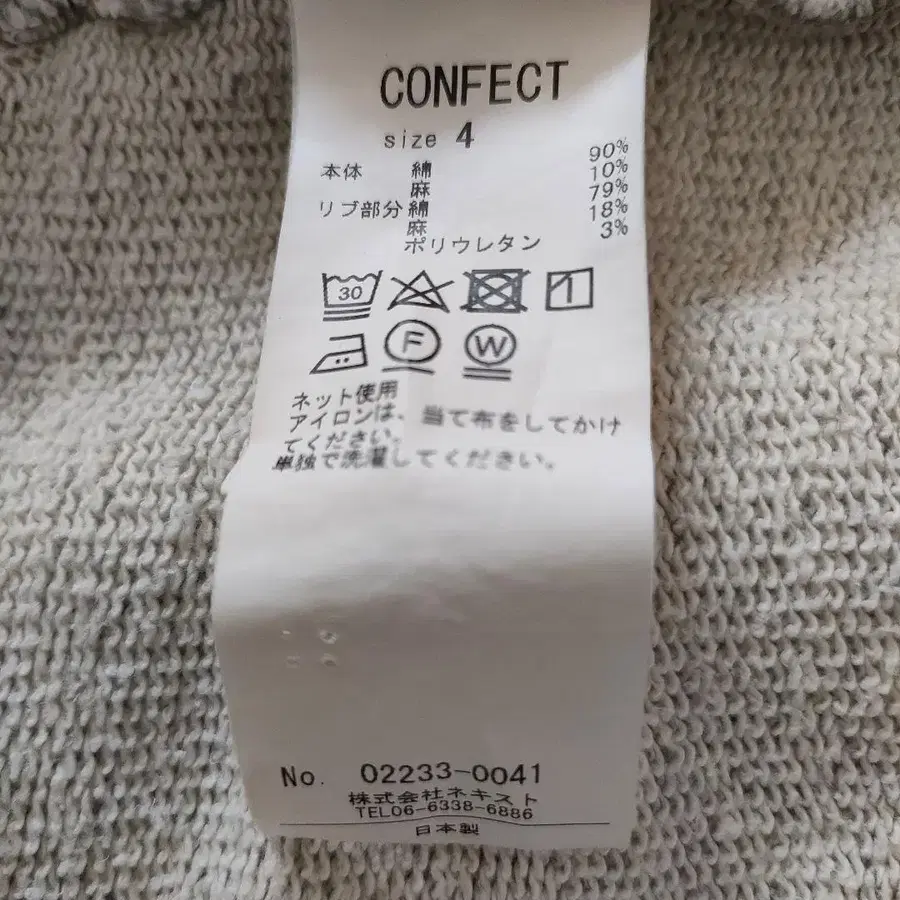 CONFECT
size 4
本体 綿 90%
麻 10%
リブ部分 綿 79%
麻 18%
ポリウレタン 3%
30
F W
ネット使用
アイロンは、当て布をしてかけ
てください。
単独で洗濯してください。
No. 02233-0041
株式会社ネキスト
TEL06-6338-6886
日本製